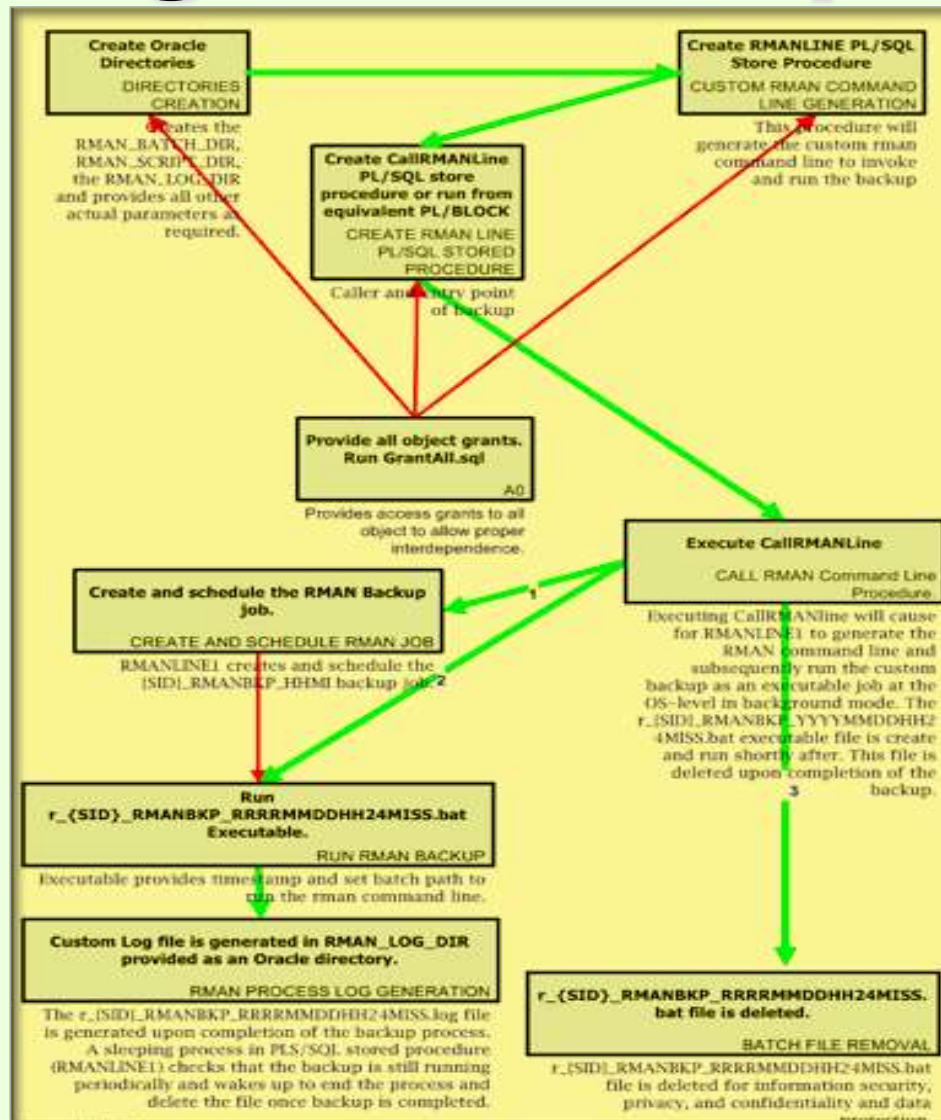 Create Oracle
Directories
DIRECTORIES
CREATION
Creates the
RMAN_BATCH_DIR,
RMAN_SCRIPT_DIR,
the RMAN_LOG_DIR
and provides all other
actual parameters as
required.
Create RMANLINE PL/SQL
Store Procedure
CUSTOM RMAN COMMAND
LINE GENERATION
This procedure will
generate the custom rman
command line to invoke
and run the backup
Create CallRMANLine
PL/SQL store
procedure or run from
equivalent PL/BLOCK
CREATE RMAN LINE
PL/SQL STORED
PROCEDURE
Caller and entry point
of backup
Provide all object grants.
Run GrantAll.sql
A0
Provides access grants to all
object to allow proper
interdependence.
Execute CallRMANLine
CALL RMAN Command Line
Procedure
Executing CallRMANline will cause
for RMANLINE1 to generate the
RMAN command line and
subsequently run the custom
backup as an executable job at the
OS-level in background mode. The
r_{SID}_RMANBKP_YYYYMMDDHH2
4MISS.bat executable file is create
and run shortly after. This file is
deleted upon completion of the
backup.
1
2
3
Create and schedule the RMAN Backup
job.
CREATE AND SCHEDULE RMAN JOB
RMANLINE1 creates and schedule the
{SID}_RMANBKP_HHMI backup job.
Run
r_{SID}_RMANBKP_RRRRMMDDHH24MISS.bat
Executable.
RUN RMAN BACKUP
Executable provides timestamp and set batch path to
run the rman command line.
Custom Log file is generated in RMAN_LOG_DIR
provided as an Oracle directory.
RMAN PROCESS LOG GENERATION
The r_{SID}_RMANBKP_RRRRMMDDHH24MISS.log file
is generated upon completion of the backup process.
A sleeping process in PLS/SQL stored procedure
(RMANLINE1) checks that the backup is still running
periodically and wakes up to end the process and
delete the file once backup is completed.
r_{SID}_RMANBKP_RRRRMMDDHH24MISS.
bat file is deleted.
BATCH FILE REMOVAL
r_{SID}_RMANBKP_RRRRMMDDHH24MISS.bat
file is deleted for information security,
privacy, and confidentiality and data
protection.